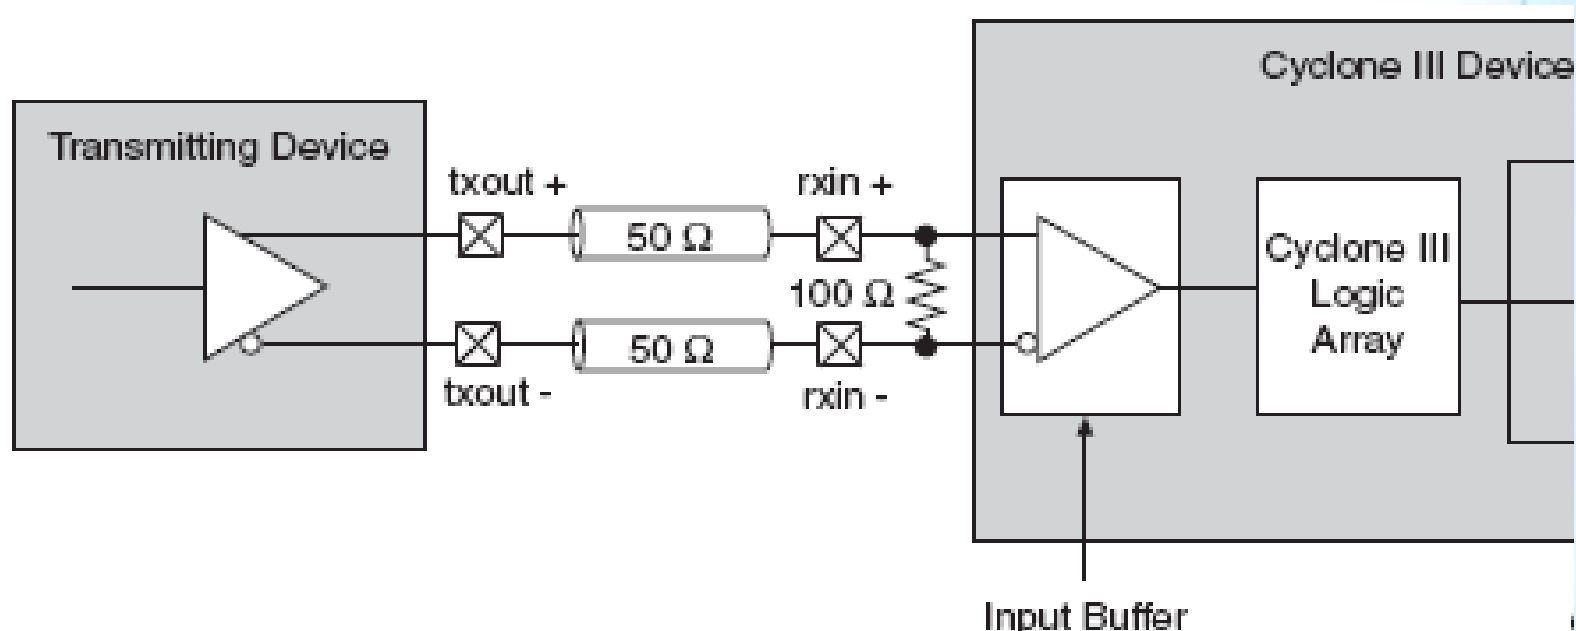 Cyclone III Device
Transmitting Device
txout +
rxin +
50 Ω
100 Ω
50 Ω
txout -
rxin -
Cyclone III
Logic
Array
Input Buffer